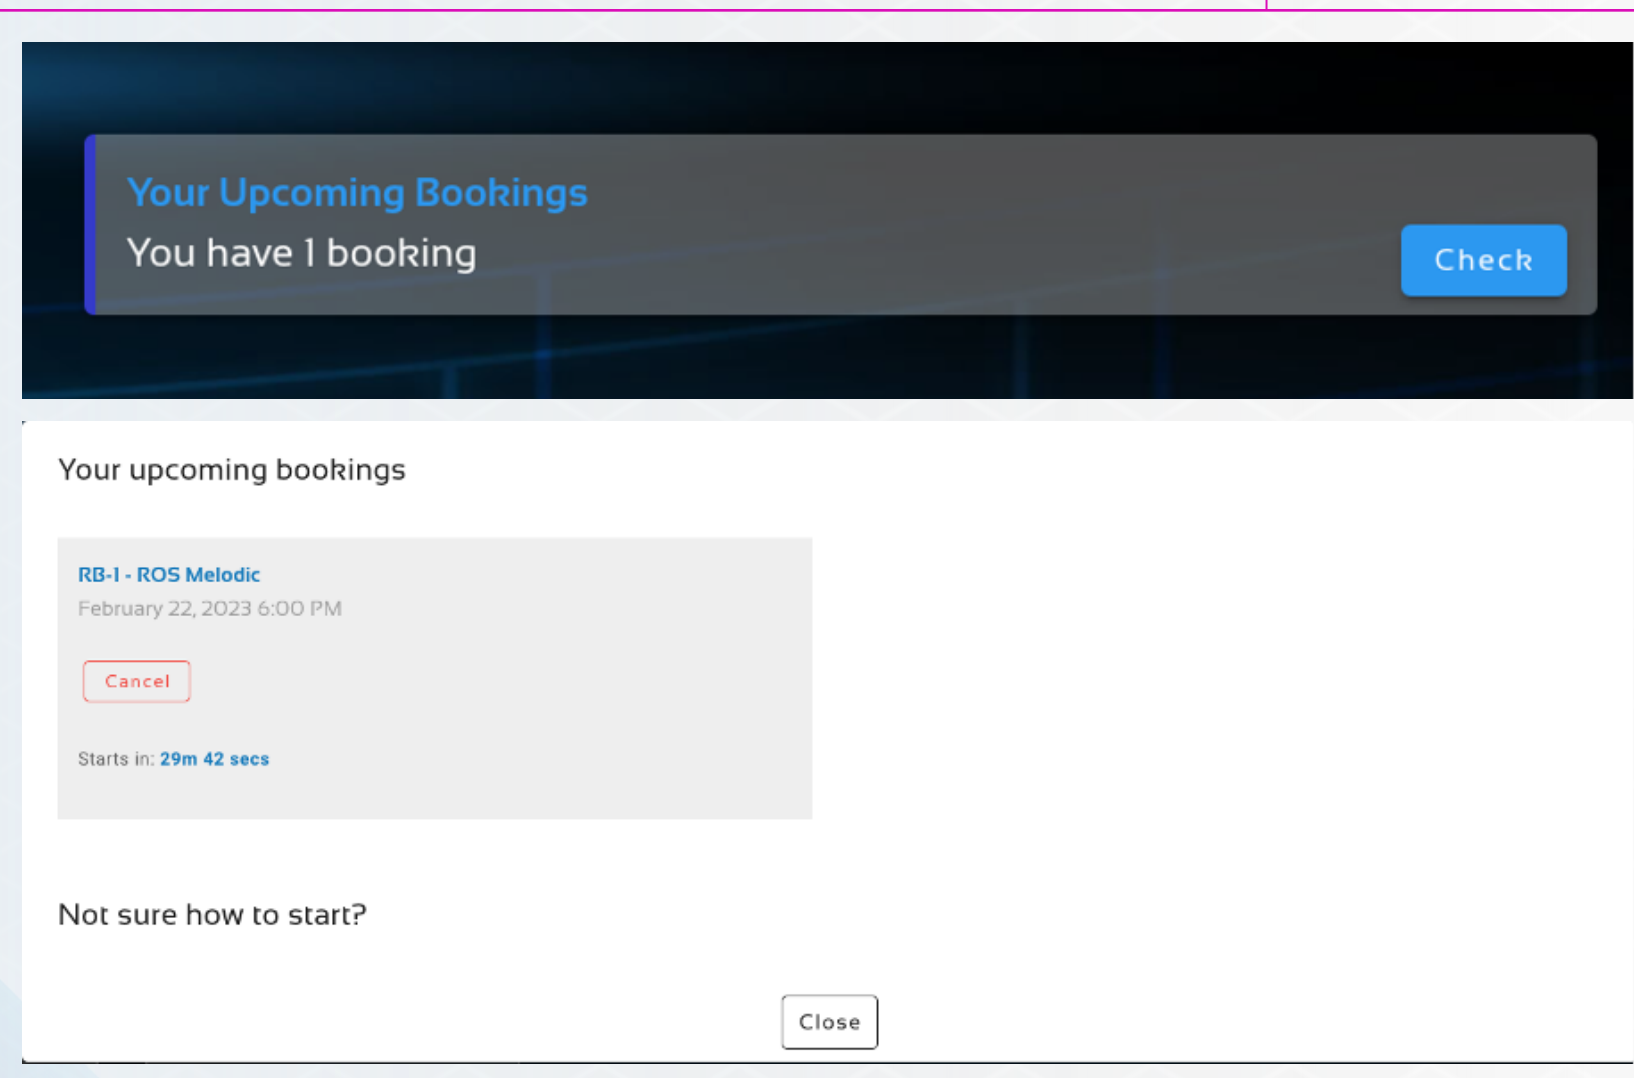 Your Upcoming Bookings
You have 1 booking
Check
Your upcoming bookings
RB-1 - ROS Melodic
February 22, 2023 6:00 PM
Cancel
Starts in: 29m 42 secs
Not sure how to start?
Close